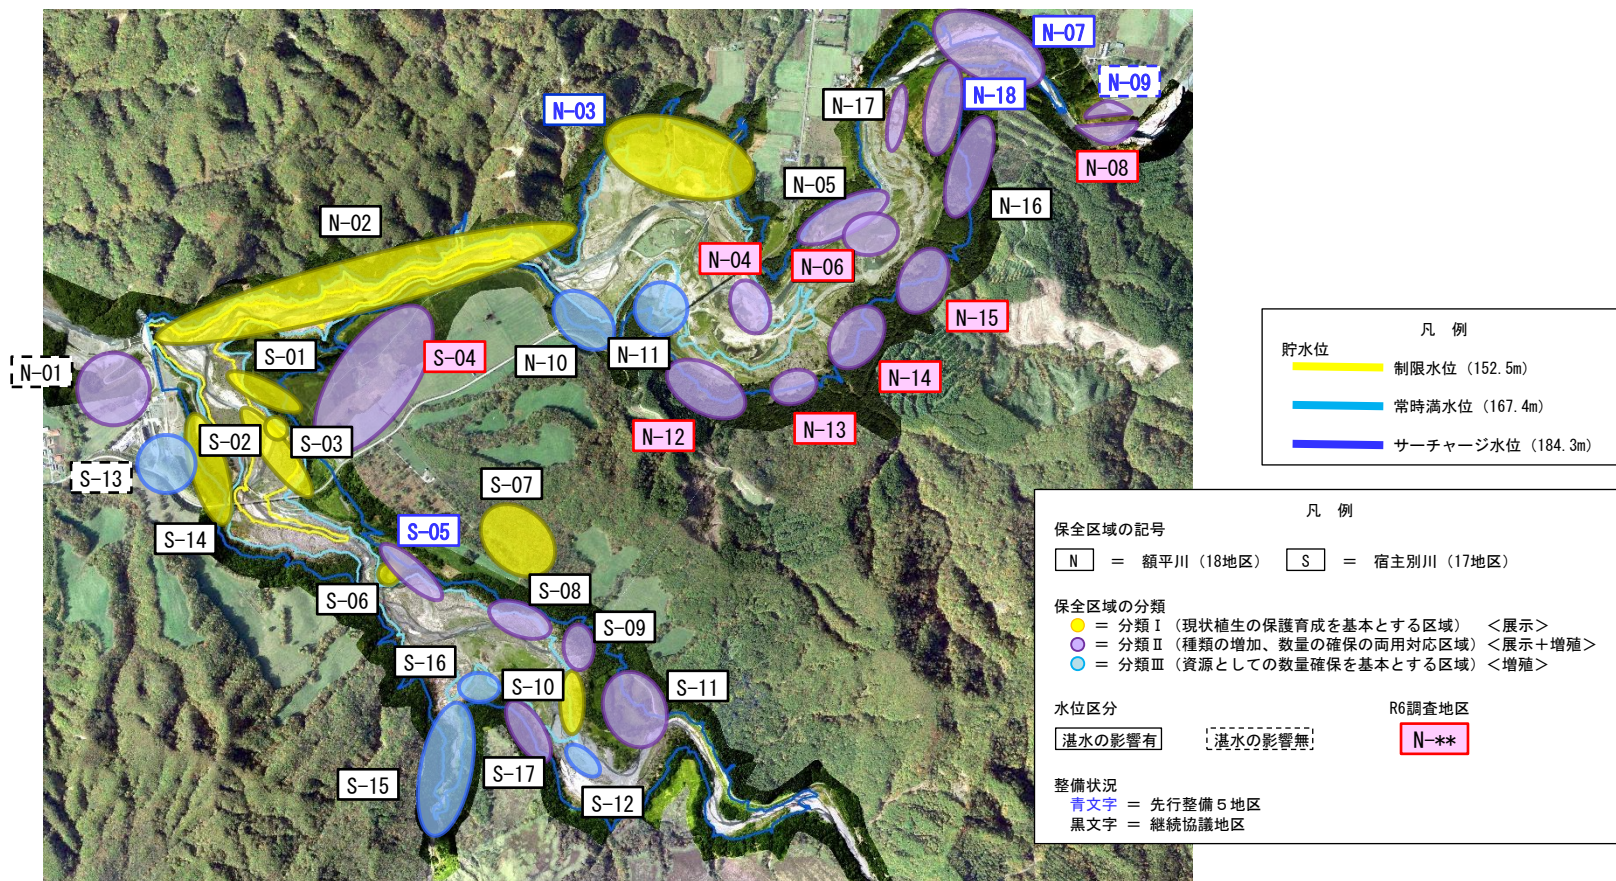 N-07
N-09
N-03
N-17
N-18
N-08
N-05
N-16
N-02
N-04
N-06
N-15
S-01
S-04
N-10
N-11
N-14
N-01
N-12
N-13
S-02
S-03
S-13
S-07
S-14
S-05
S-08
S-06
S-09
S-16
S-10
S-11
S-15
S-17
S-12
凡 例
貯水位
制限水位 (152.5m)
常時満水位 (167.4m)
サーチャージ水位 (184.3m)
凡 例
保全区域の記号
N = 額平川 (18地区) S = 宿主別川 (17地区)
保全区域の分類
= 分類Ⅰ (現状植生の保護育成を基本とする区域) <展示>
= 分類Ⅱ (種類の増加、数量の確保の両用対応区域) <展示+増殖>
= 分類Ⅲ (資源としての数量確保を基本とする区域) <増殖>
水位区分 R6調査地区
湛水の影響有 湛水の影響無 N-**
整備状況
青文字 = 先行整備5地区
黒文字 = 継続協議地区